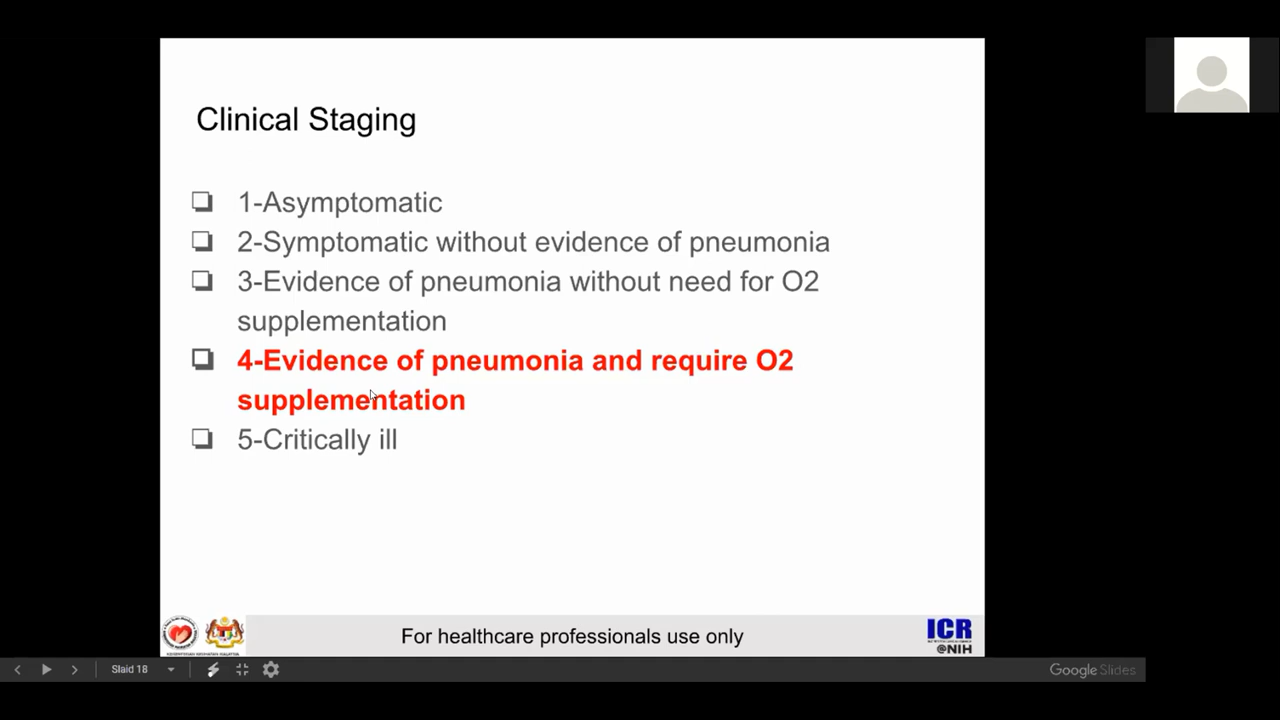 Clinical Staging
1-Asymptomatic
2-Symptomatic without evidence of pneumonia
3-Evidence of pneumonia without need for O2
supplementation
4-Evidence of pneumonia and require O2
supplementation
5-Critically ill
For healthcare professionals use only
ICR
@NIH
Slaid 18
Google Slides